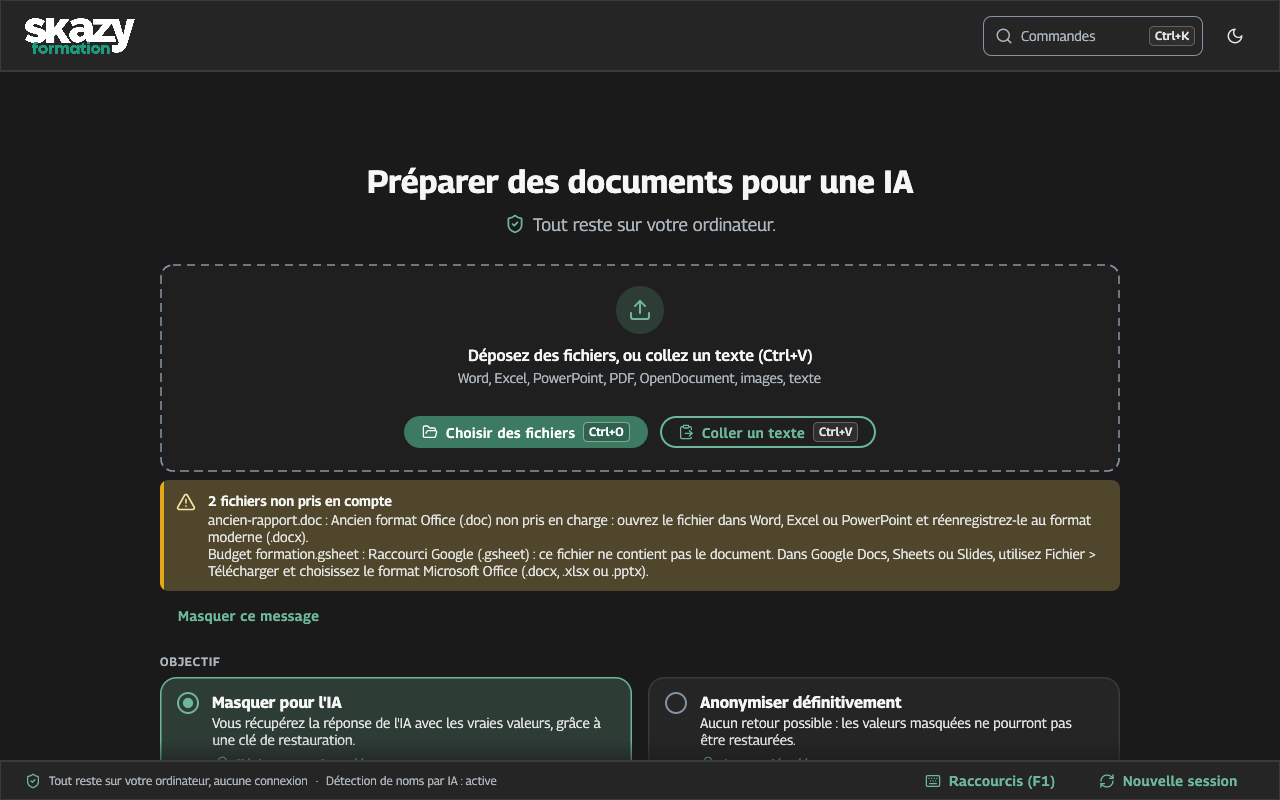 skazy
formation
Commandes Ctrl+K
Préparer des documents pour une IA
Tout reste sur votre ordinateur.
Déposez des fichiers, ou collez un texte (Ctrl+V)
Word, Excel, PowerPoint, PDF, OpenDocument, images, texte
Choisir des fichiers Ctrl+O
Coller un texte Ctrl+V
2 fichiers non pris en compte
ancien-rapport.doc : Ancien format Office (.doc) non pris en charge : ouvrez le fichier dans Word, Excel ou PowerPoint et réenregistrez-le au format
moderne (.docx).
Budget formation.gsheet : Raccourci Google (.gsheet) : ce fichier ne contient pas le document. Dans Google Docs, Sheets ou Slides, utilisez Fichier >
Télécharger et choisissez le format Microsoft Office (.docx, .xlsx ou .pptx).
Masquer ce message
OBJECTIF
Masquer pour l'IA
Vous récupérez la réponse de l'IA avec les vraies valeurs, grâce à
une clé de restauration.
Anonymiser définitivement
Aucun retour possible : les valeurs masquées ne pourront pas
être restaurées.
Tout reste sur votre ordinateur, aucune connexion · Détection de noms par IA : active
Raccourcis (F1)
Nouvelle session